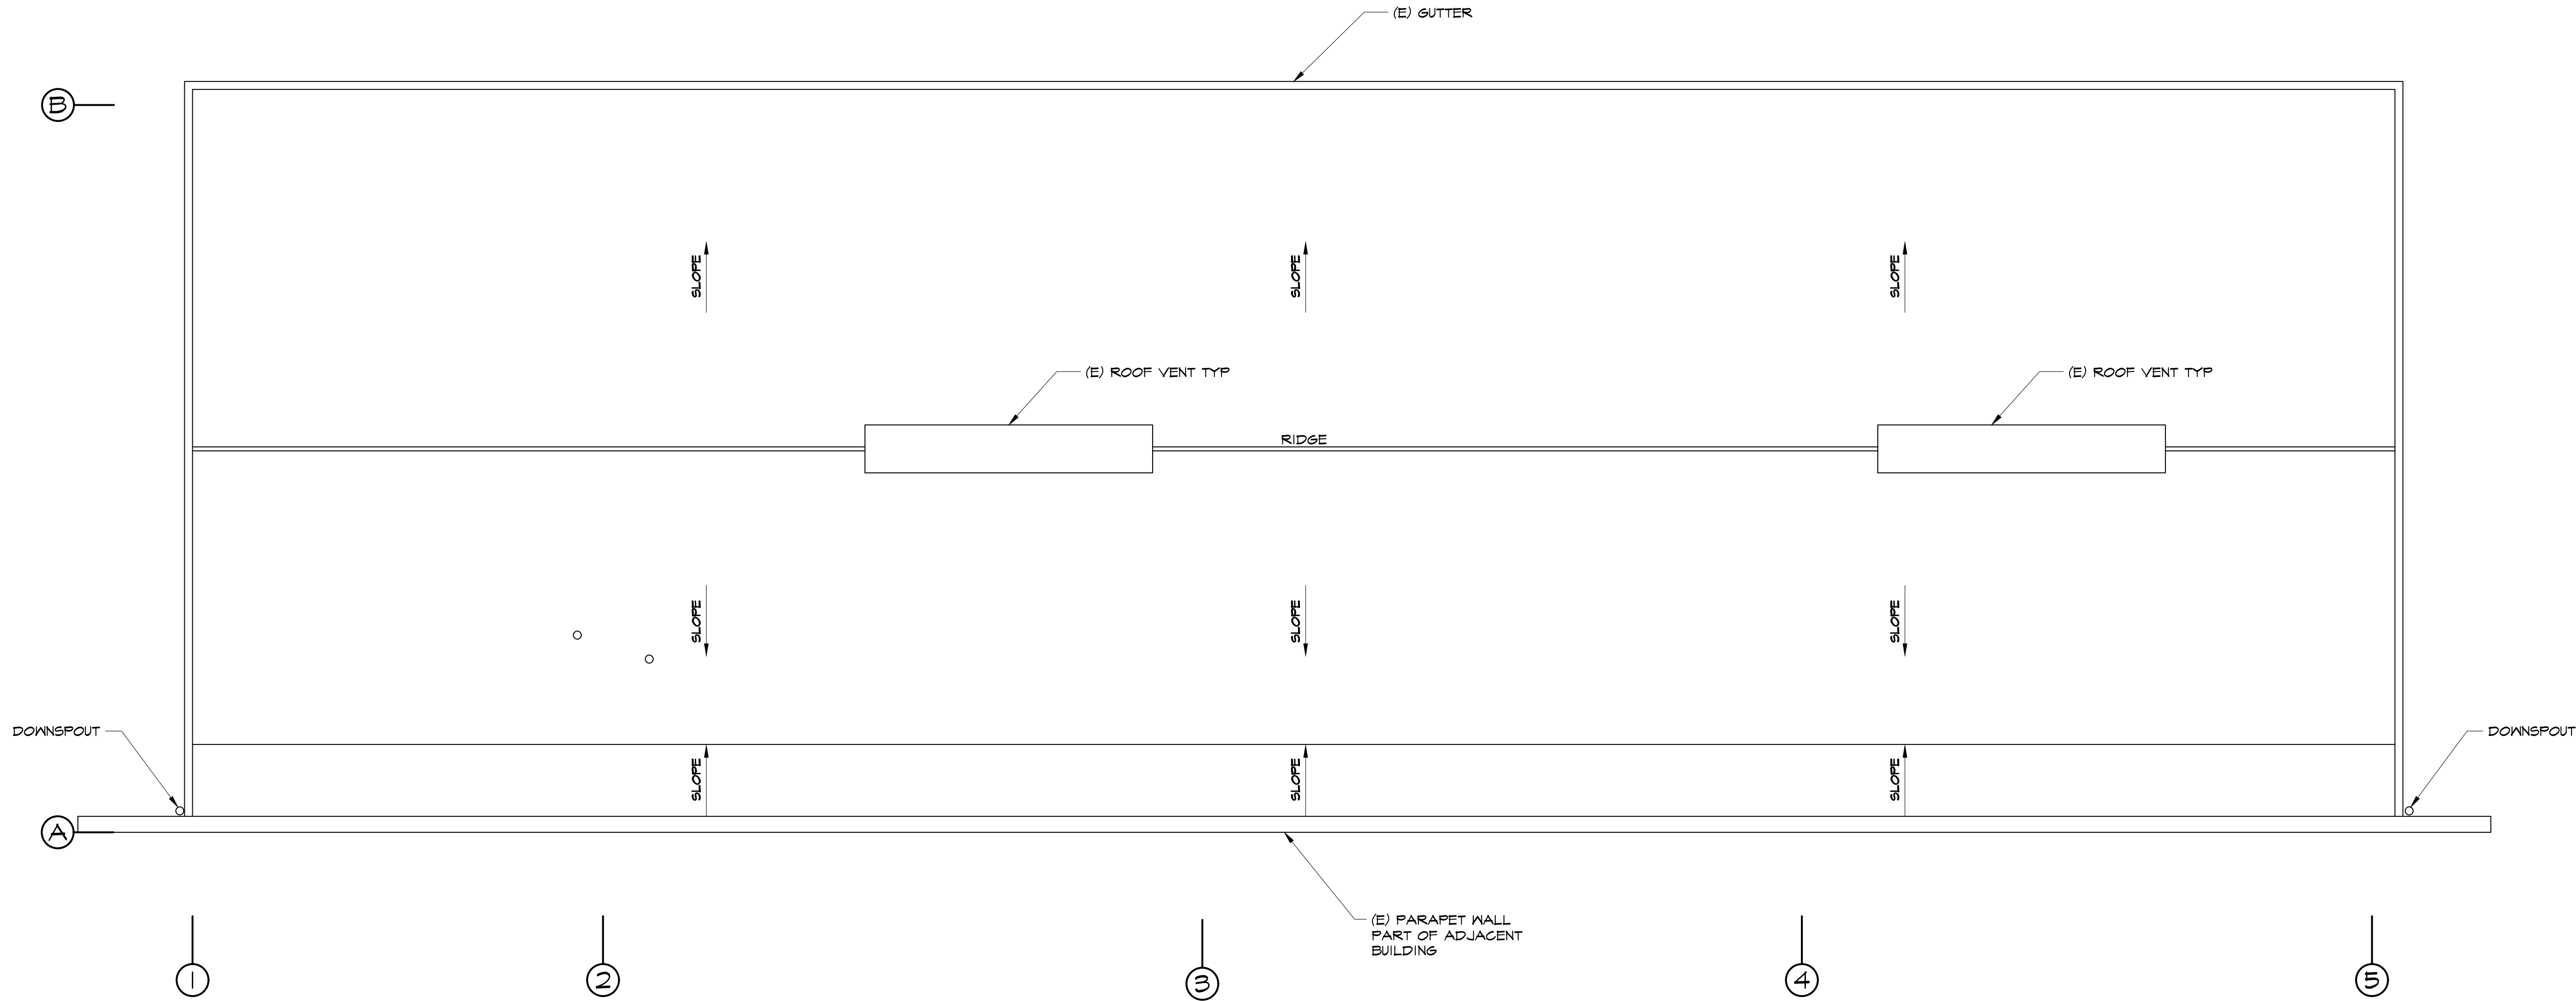 (E) GUTTER
B
SLOPE
SLOPE
SLOPE
(E) ROOF VENT TYP
(E) ROOF VENT TYP
RIDGE
SLOPE
SLOPE
SLOPE
DOWNSPOUT
DOWNSPOUT
SLOPE
SLOPE
SLOPE
A
(E) PARAPET WALL
PART OF ADJACENT
BUILDING
1
2
3
4
5